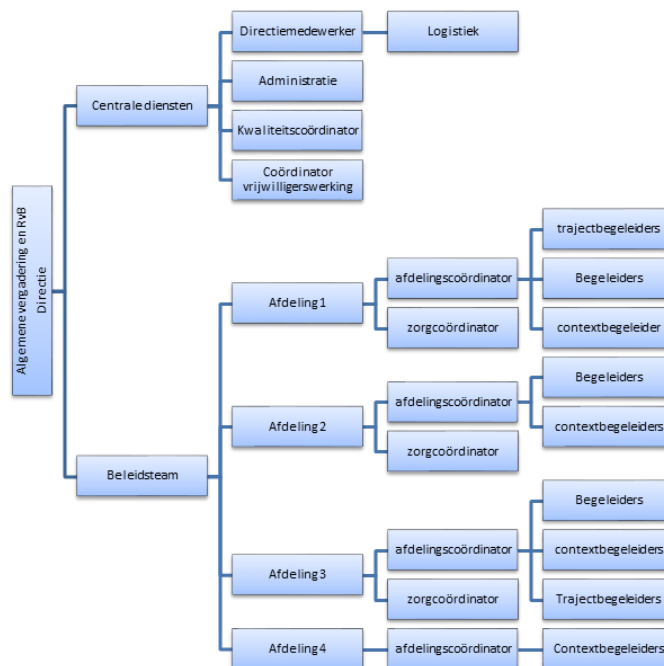 Algemene vergadering en RvB
Directie
Centrale diensten
Directiemedewerker
Logistiek
Administratie
Kwaliteitscoördinator
Coördinator
vrijwilligerswerking
Beleidsteam
Afdeling 1
afdelingscoördinator
trajectbegeleiders
Begeleiders
contextbegeleider
zorgcoördinator
Afdeling 2
afdelingscoördinator
Begeleiders
contextbegeleiders
zorgcoördinator
Afdeling 3
afdelingscoördinator
Begeleiders
contextbegeleiders
Trajectbegeleiders
zorgcoördinator
Afdeling 4
afdelingscoördinator
Contextbegeleiders